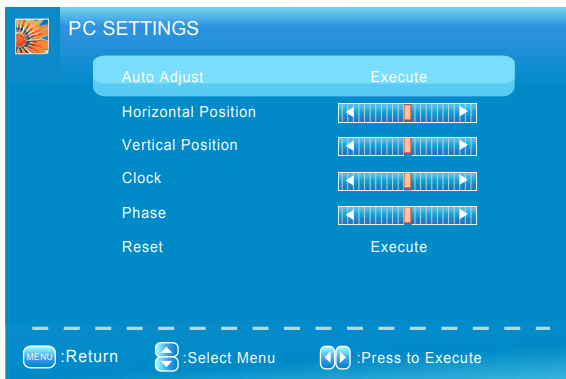 PC SETTINGS
Auto Adjust Execute
Horizontal Position
Vertical Position
Clock
Phase
Reset Execute
MENU :Return :Select Menu :Press to Execute